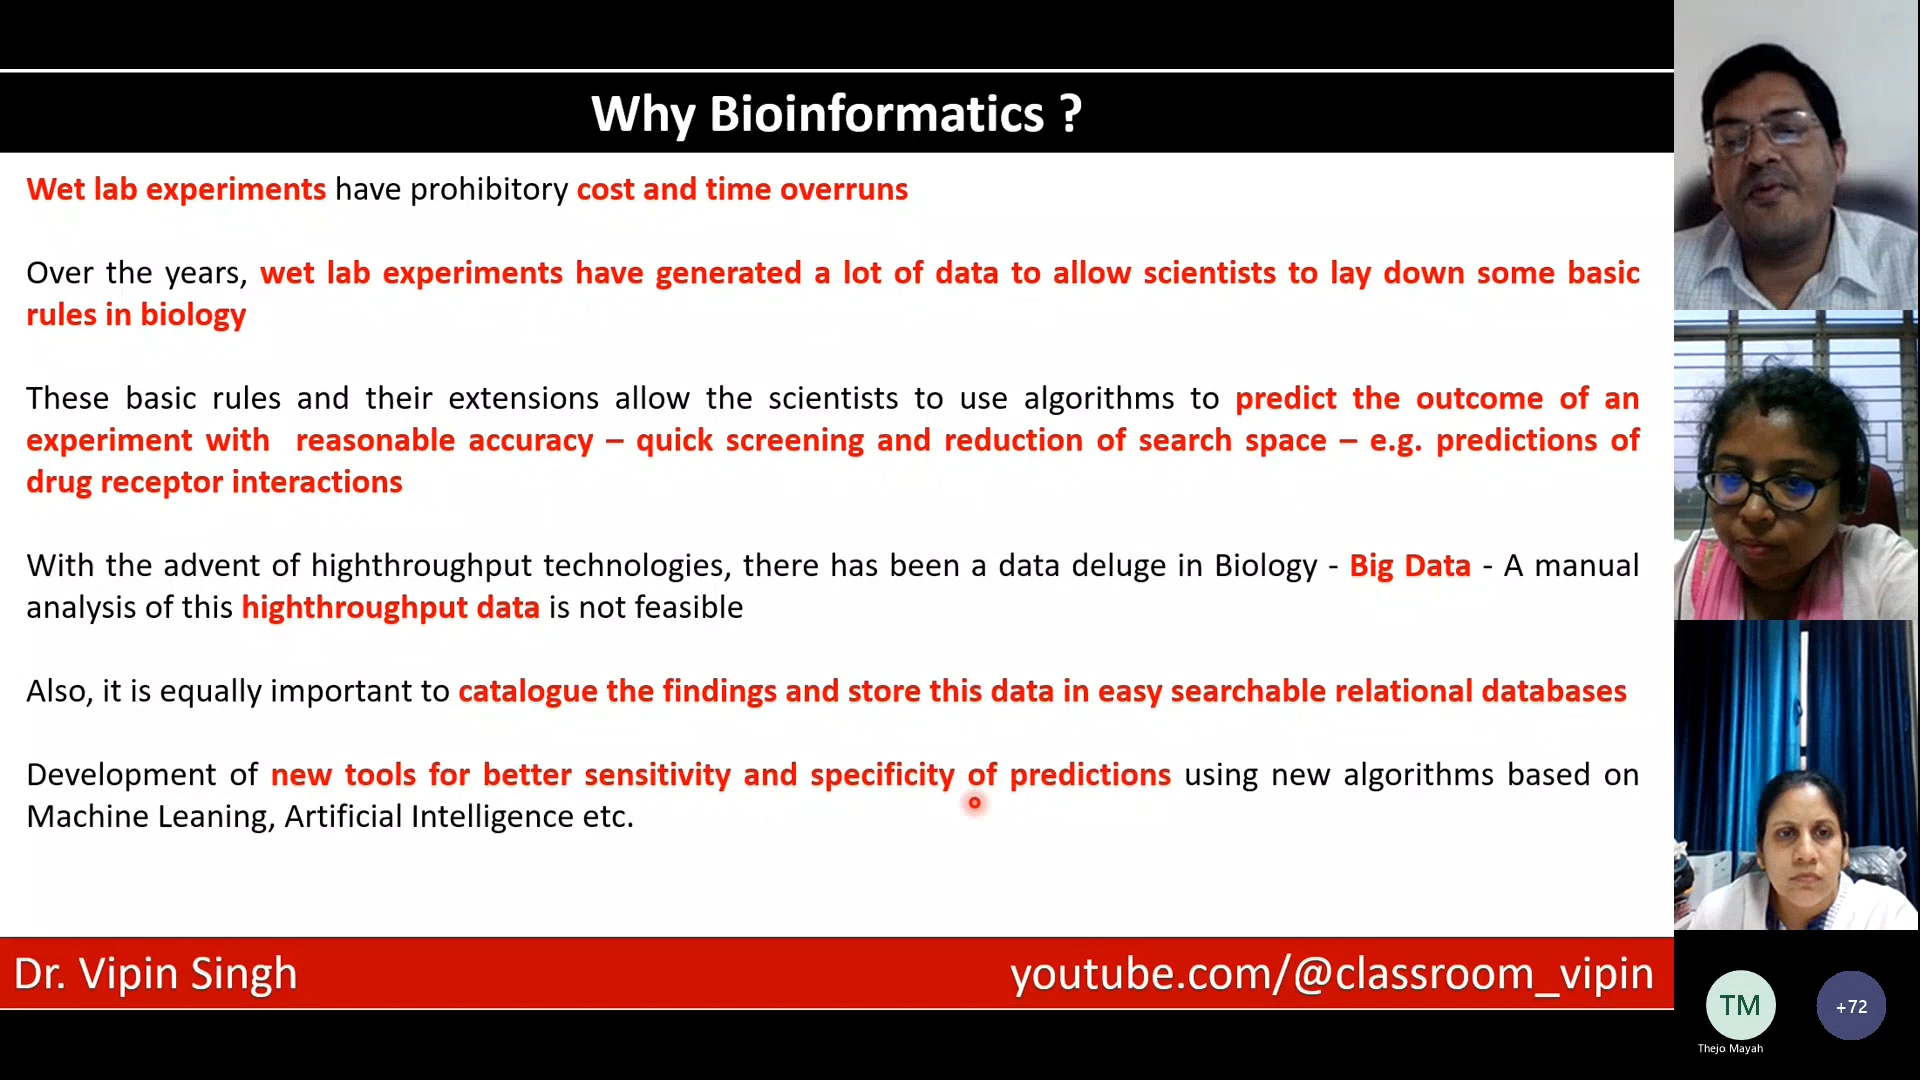 Why Bioinformatics ?
Wet lab experiments have prohibitory cost and time overruns
Over the years, wet lab experiments have generated a lot of data to allow scientists to lay down some basic
rules in biology
These basic rules and their extensions allow the scientists to use algorithms to predict the outcome of an
experiment with reasonable accuracy – quick screening and reduction of search space – e.g. predictions of
drug receptor interactions
With the advent of highthroughput technologies, there has been a data deluge in Biology - Big Data - A manual
analysis of this highthroughput data is not feasible
Also, it is equally important to catalogue the findings and store this data in easy searchable relational databases
Development of new tools for better sensitivity and specificity of predictions using new algorithms based on
Machine Leaning, Artificial Intelligence etc.
Dr. Vipin Singh
youtube.com/@classroom_vipin
TM
+72
Thejo Mayah